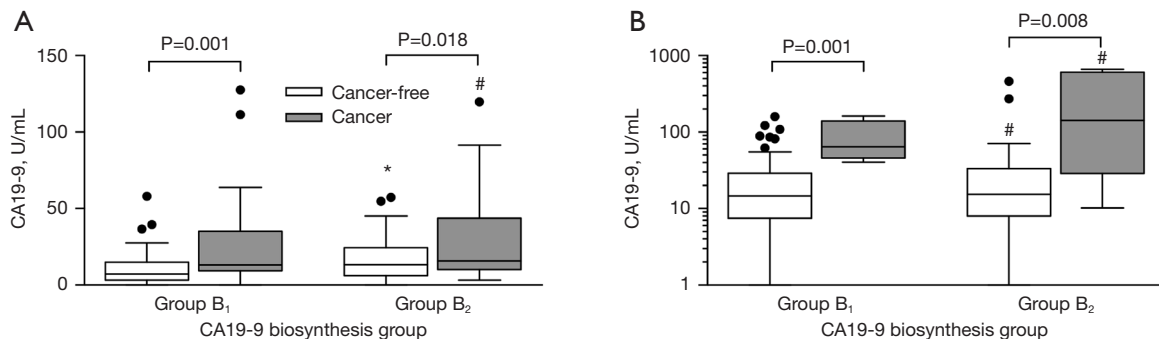 A
P=0.001
P=0.018
150
100
50
0
CA19-9, U/mL
Cancer-free
Cancer
*
#
Group B₁
Group B₂
CA19-9 biosynthesis group
B
P=0.001
P=0.008
1000
100
10
1
CA19-9, U/mL
#
#
Group B₁
Group B₂
CA19-9 biosynthesis group